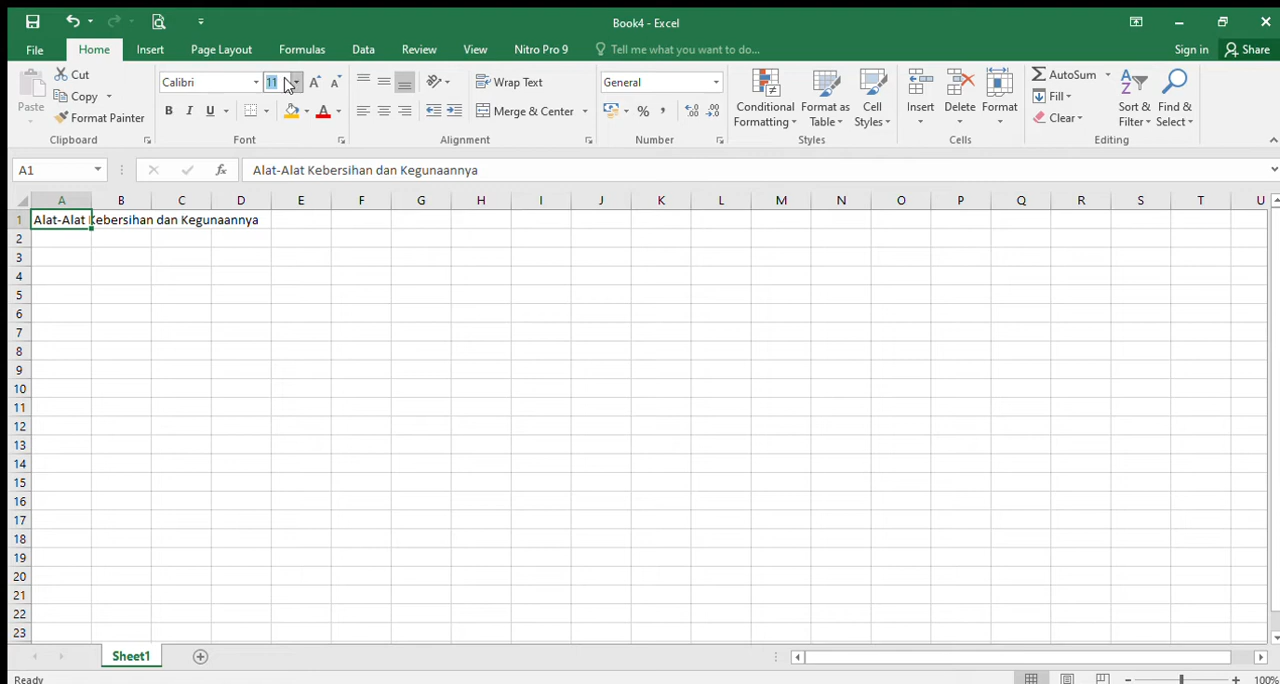 Book4 - Excel
File Home Insert Page Layout Formulas Data Review View Nitro Pro 9 Tell me what you want to do... Sign in Share
Paste
Cut
Copy
Format Painter
Clipboard
Calibri 11
B I U
Font
Wrap Text
Merge & Center
Alignment
General
Number
Conditional Formatting
Format as Table
Cell Styles
Styles
Insert Delete Format
Cells
AutoSum
Fill
Clear
Sort & Filter
Find & Select
Editing
A1 fx Alat-Alat Kebersihan dan Kegunaannya
A B C D E F G H I J K L M N O P Q R S T U
1 Alat-Alat Kebersihan dan Kegunaannya
2
3
4
5
6
7
8
9
10
11
12
13
14
15
16
17
18
19
20
21
22
23
Sheet1
Ready 100%